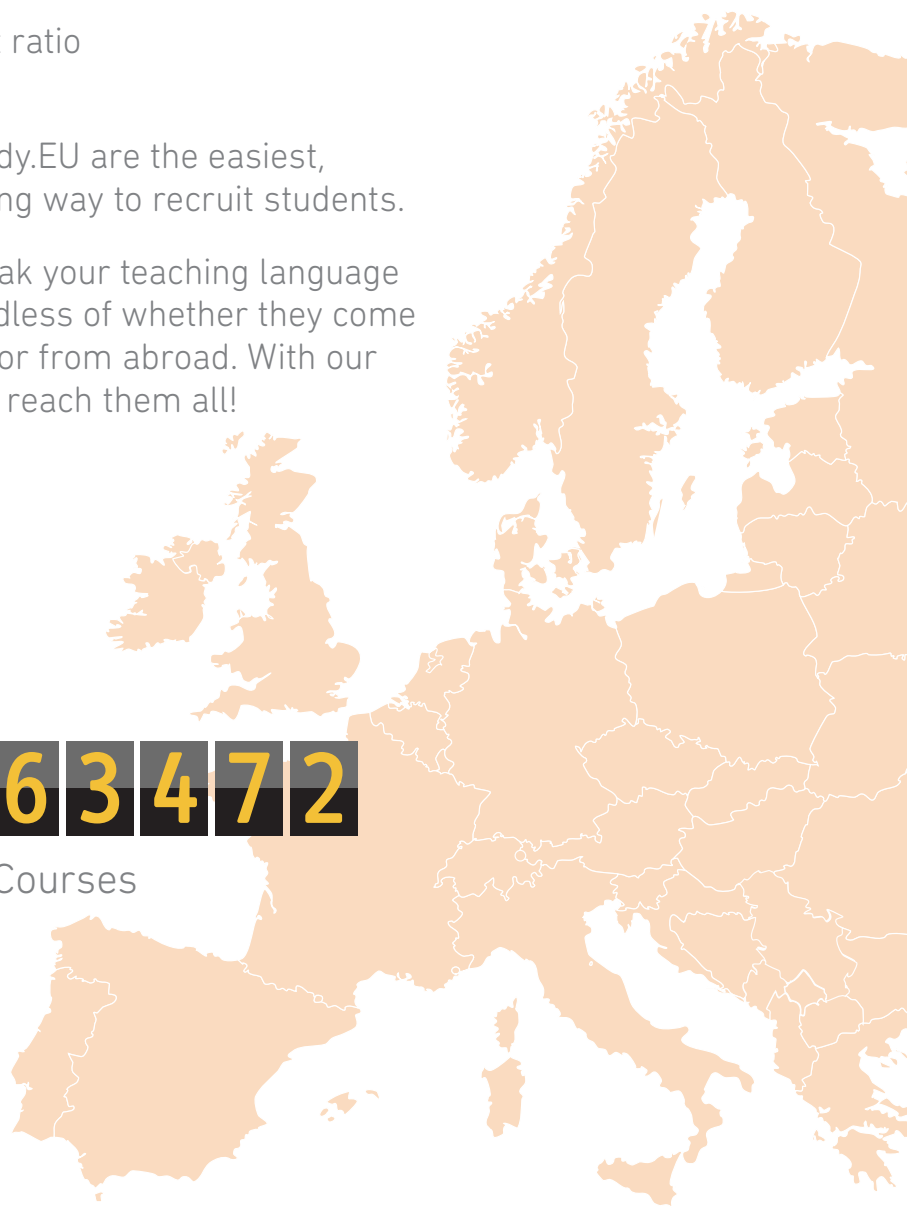 ratio
dy.EU are the easiest,
ng way to recruit students.
ak your teaching language
dless of whether they come
or from abroad. With our
reach them all!
63472
Courses